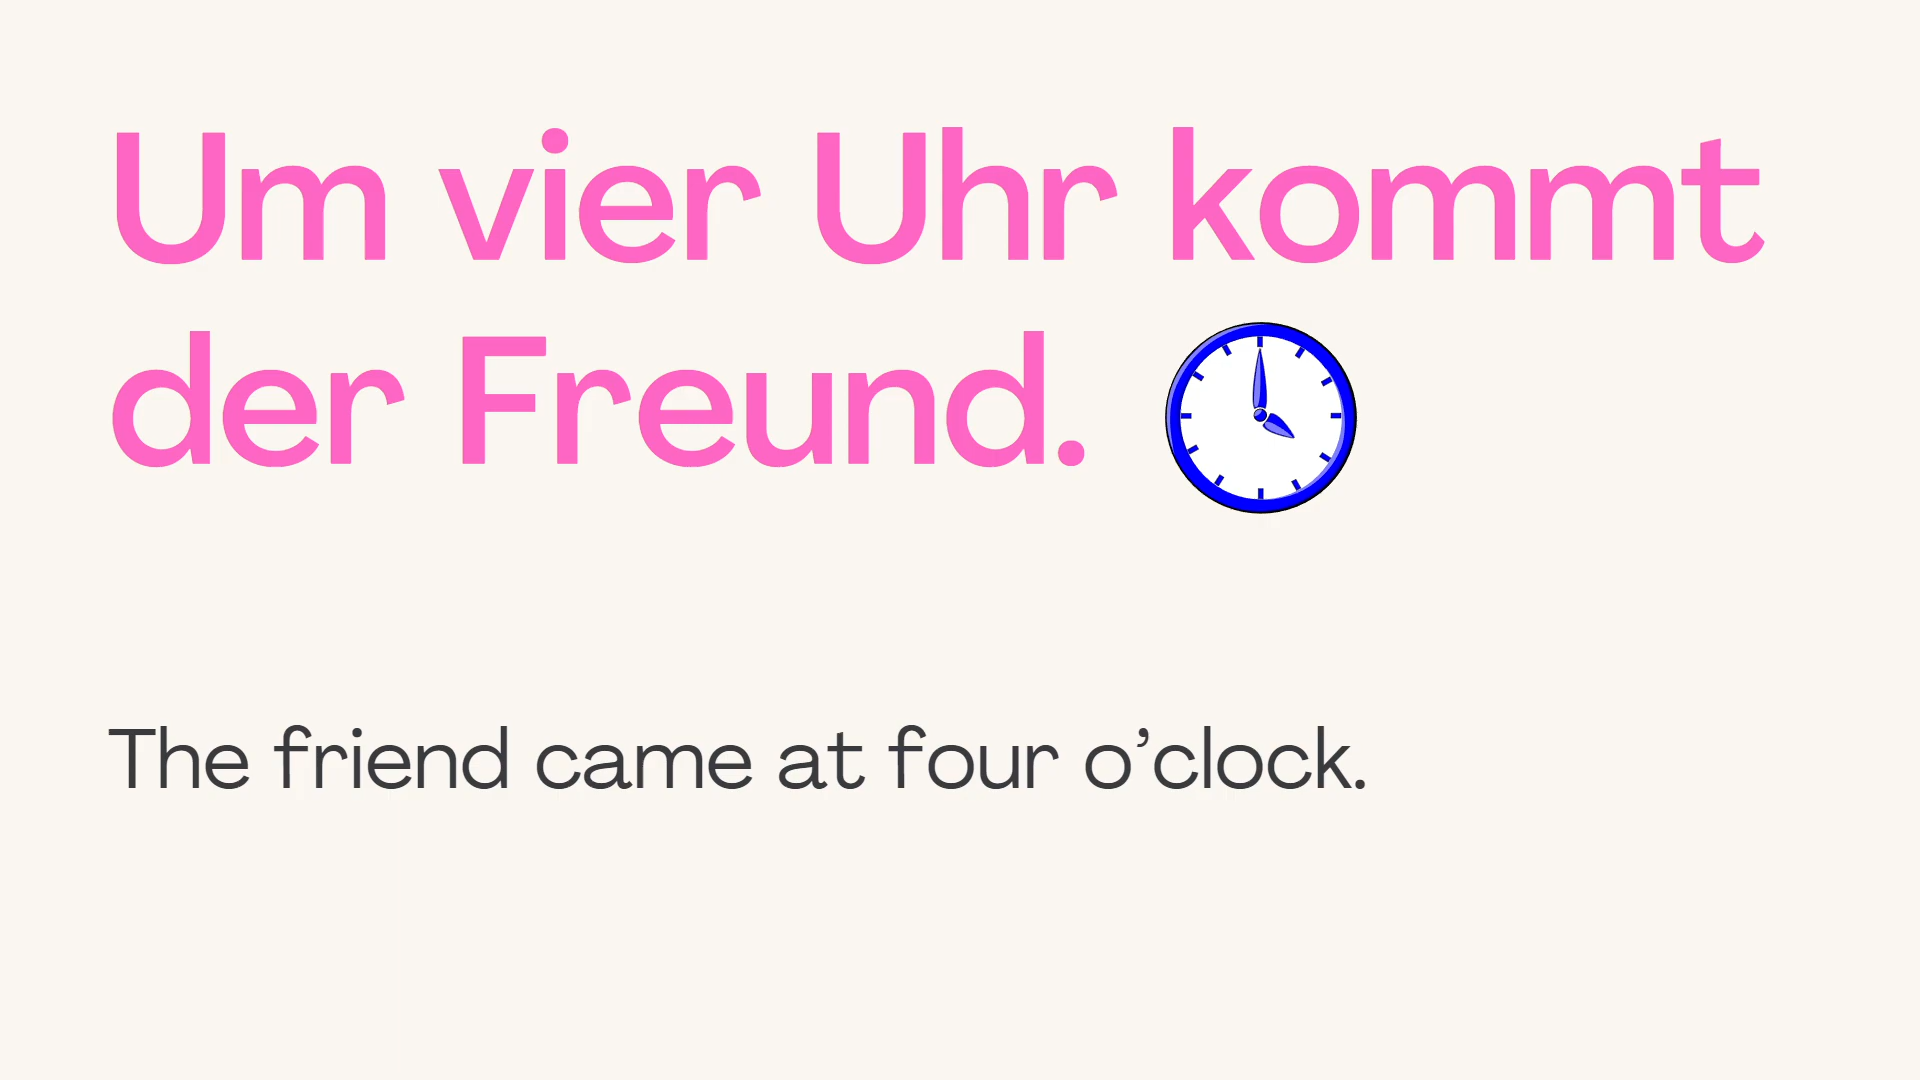 Um vier Uhr kommt
der Freund.
The friend came at four o’clock.